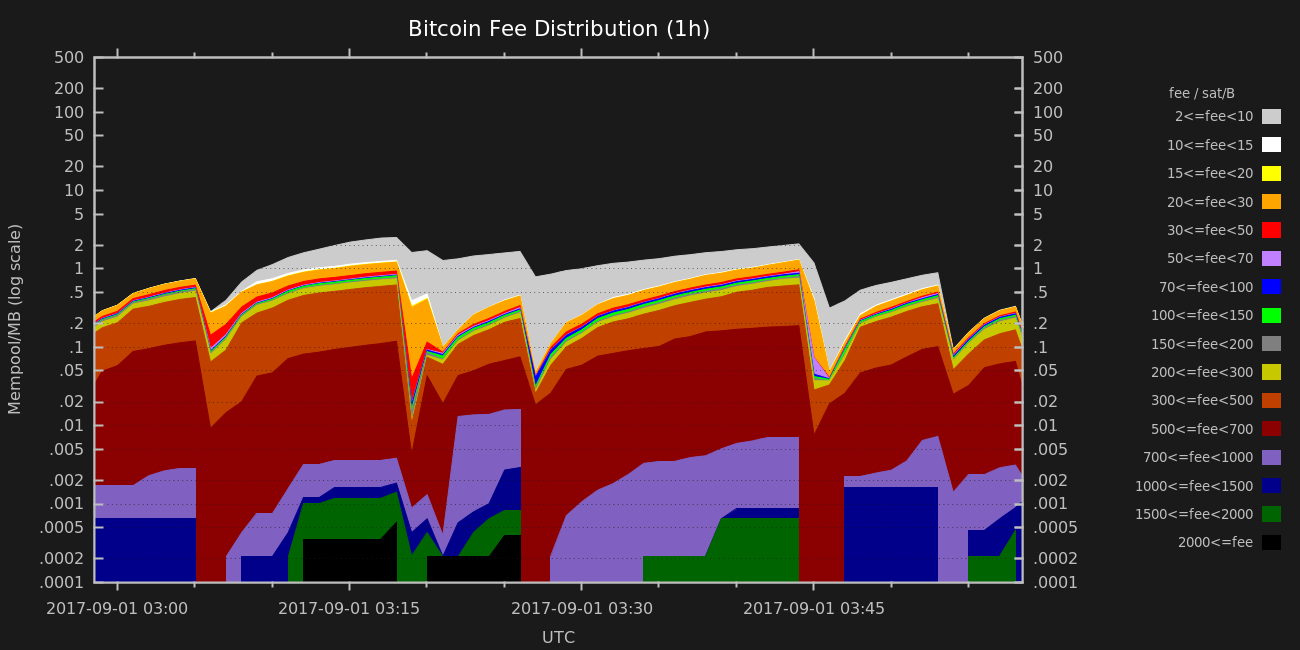 Bitcoin Fee Distribution (1h)
500 500
200 200
100 100
50 50
20 20
10 10
5 5
2 2
1 1
.5 .5
.2 .2
.1 .1
.05 .05
.02 .02
.01 .01
.005 .005
.002 .002
.001 .001
.0005 .0005
.0002 .0002
.0001 .0001
Mempool/MB (log scale)
2017-09-01 03:00 2017-09-01 03:15 2017-09-01 03:30 2017-09-01 03:45
UTC
fee / sat/B
2<=fee<10
10<=fee<15
15<=fee<20
20<=fee<30
30<=fee<50
50<=fee<70
70<=fee<100
100<=fee<150
150<=fee<200
200<=fee<300
300<=fee<500
500<=fee<700
700<=fee<1000
1000<=fee<1500
1500<=fee<2000
2000<=fee